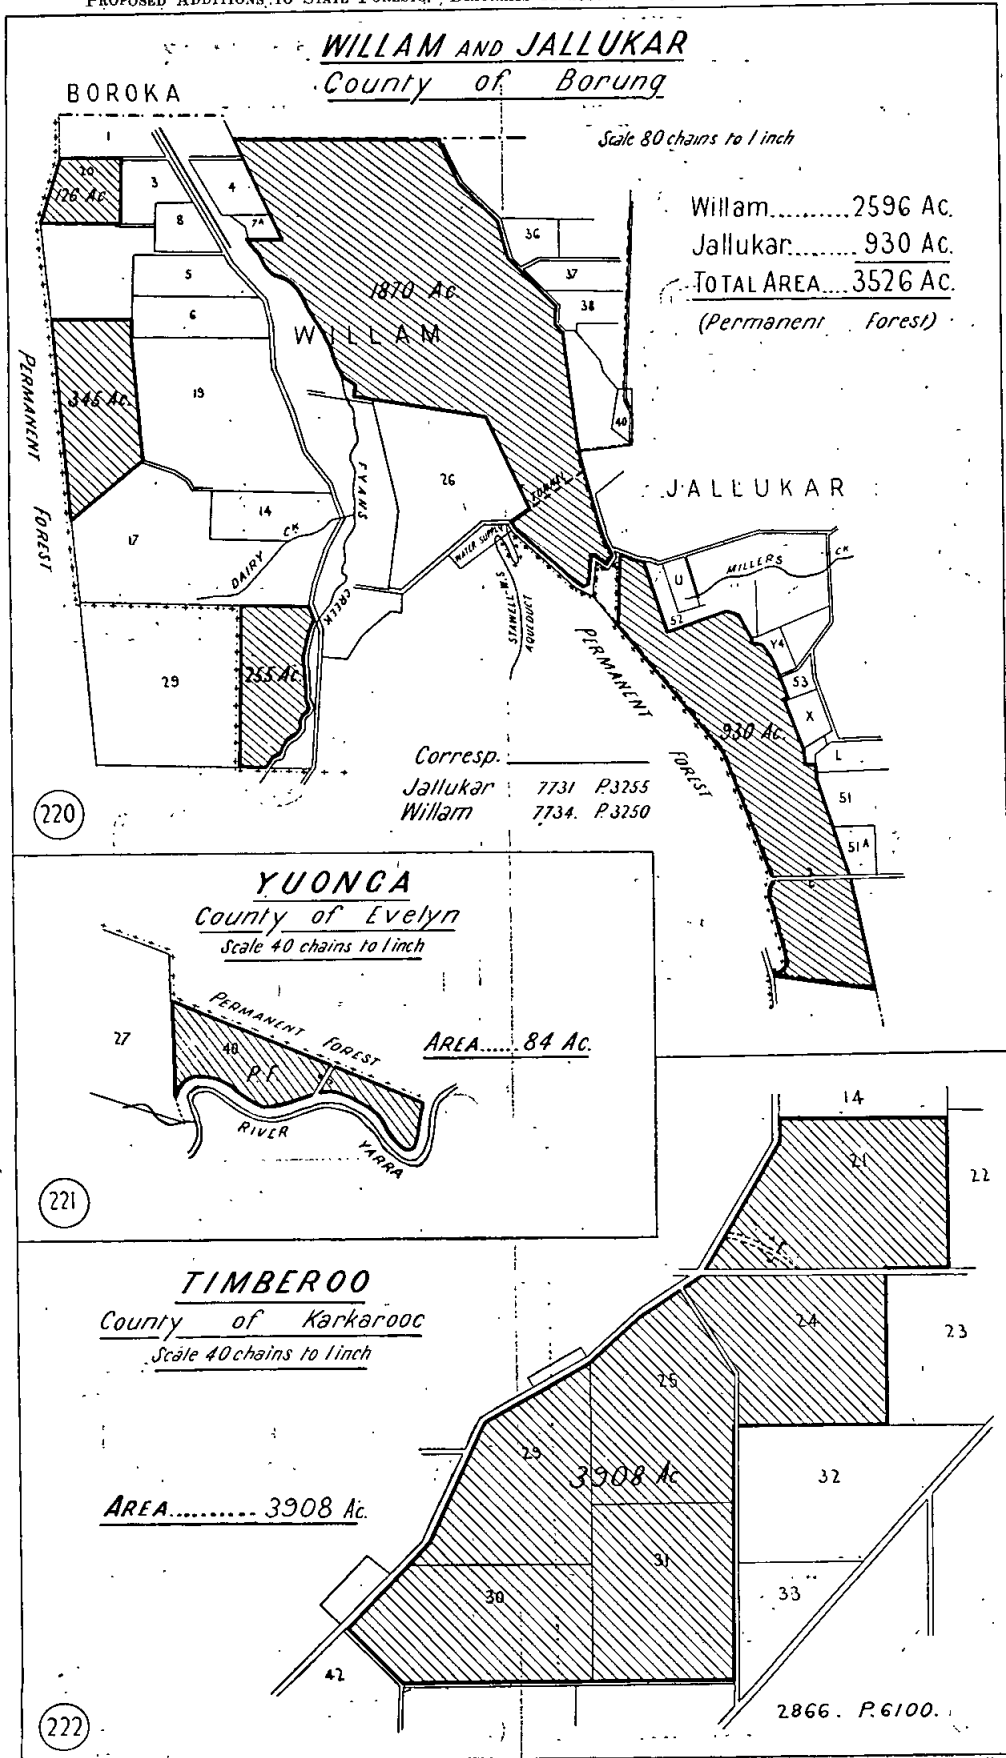 PROPOSED ADDITIONS TO STATE FORESTS,
WILLAM AND JALLUKAR
County of Borung
Scale 80 chains to 1 inch
BOROKA
Willam..........2596 Ac.
Jallukar........ 930 Ac.
TOTAL AREA....3526 Ac.
(Permanent Forest)
1
20
126 Ac
3
4
8
7A
5
6
36
37
38
40
1870 Ac.
WILLAM
PERMANENT FOREST
346 Ac.
19
26
FYANS CREEK
TUNNEL
JALLUKAR
14
17
DAIRY CK
WATER SUPPLY
STAWELL W.S.
AQUEDUCT
U
MILLERS CK
52
Y4
53
X
L
51
51A
29
255 Ac.
PERMANENT FOREST
930 Ac.
Corresp.
Jallukar 7731 P.3255
Willam 7734. P.3250
220
YUONGA
County of Evelyn
Scale 40 chains to 1 inch
27
PERMANENT FOREST
40
P.F.
AREA...... 84 Ac.
RIVER YARRA
221
TIMBEROO
County of Karkarooc
Scale 40 chains to 1 inch
14
21
22
24
23
25
29
3908 Ac
32
AREA.......... 3908 Ac.
31
30
33
42
2866. P.6100.
222